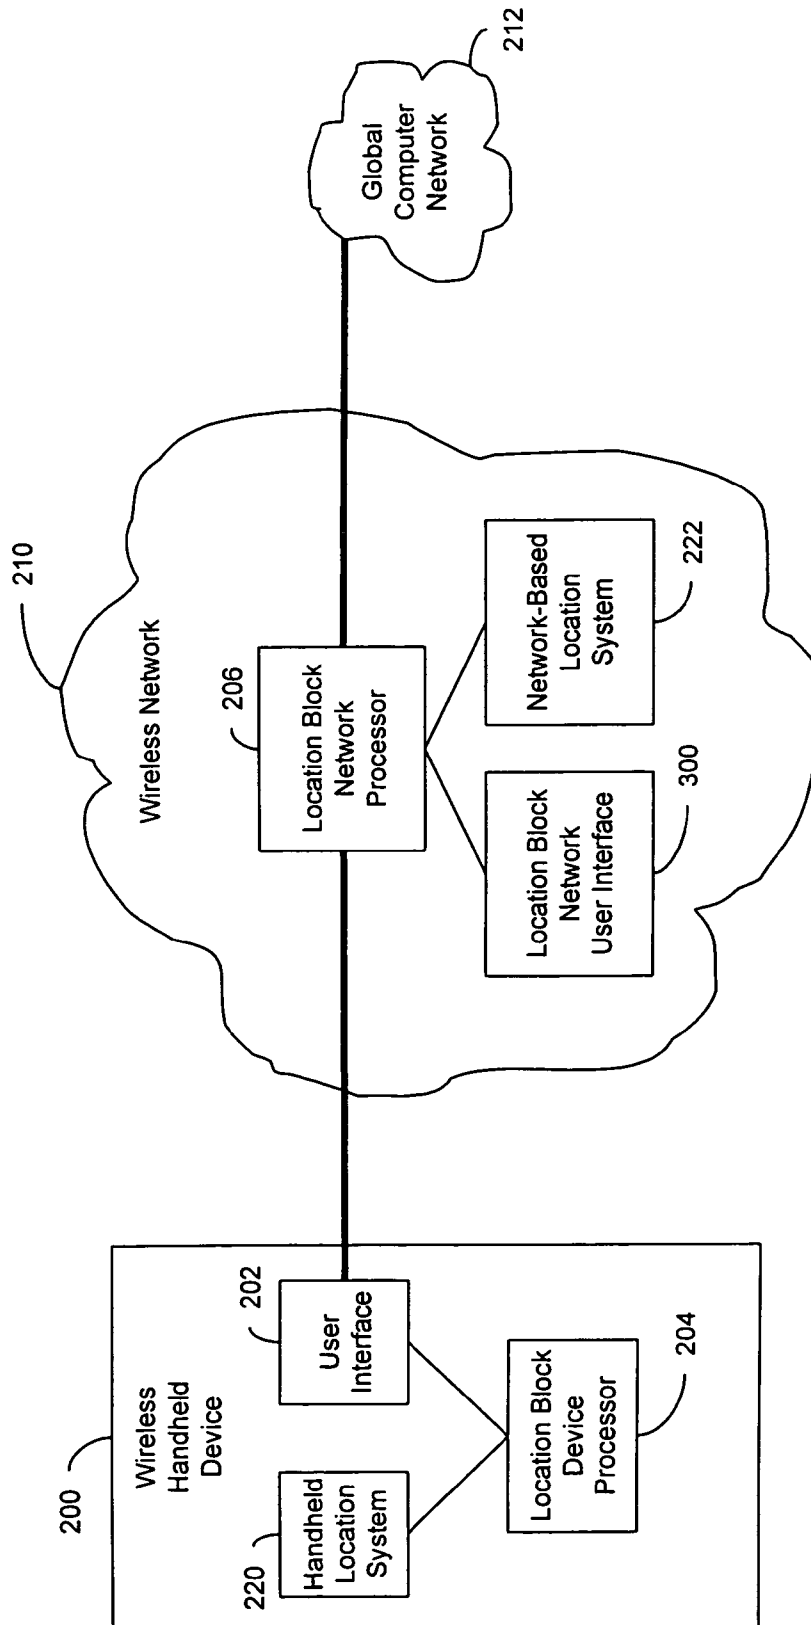 200
Wireless
Handheld
Device
220
Handheld
Location
System
202
User
Interface
Location Block
Device
Processor
204
210
Wireless Network
206
Location Block
Network
Processor
Location Block
Network
User Interface
300
Network-Based
Location
System
222
Global
Computer
Network
212